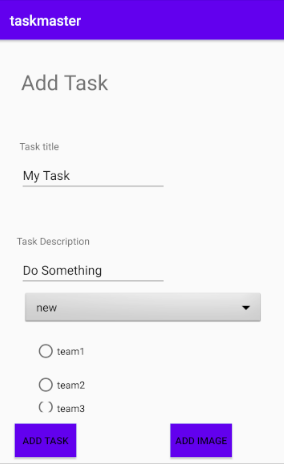 taskmaster
Add Task
Task title
My Task
Task Description
Do Something
new
team1
team2
team3
ADD TASK
ADD IMAGE